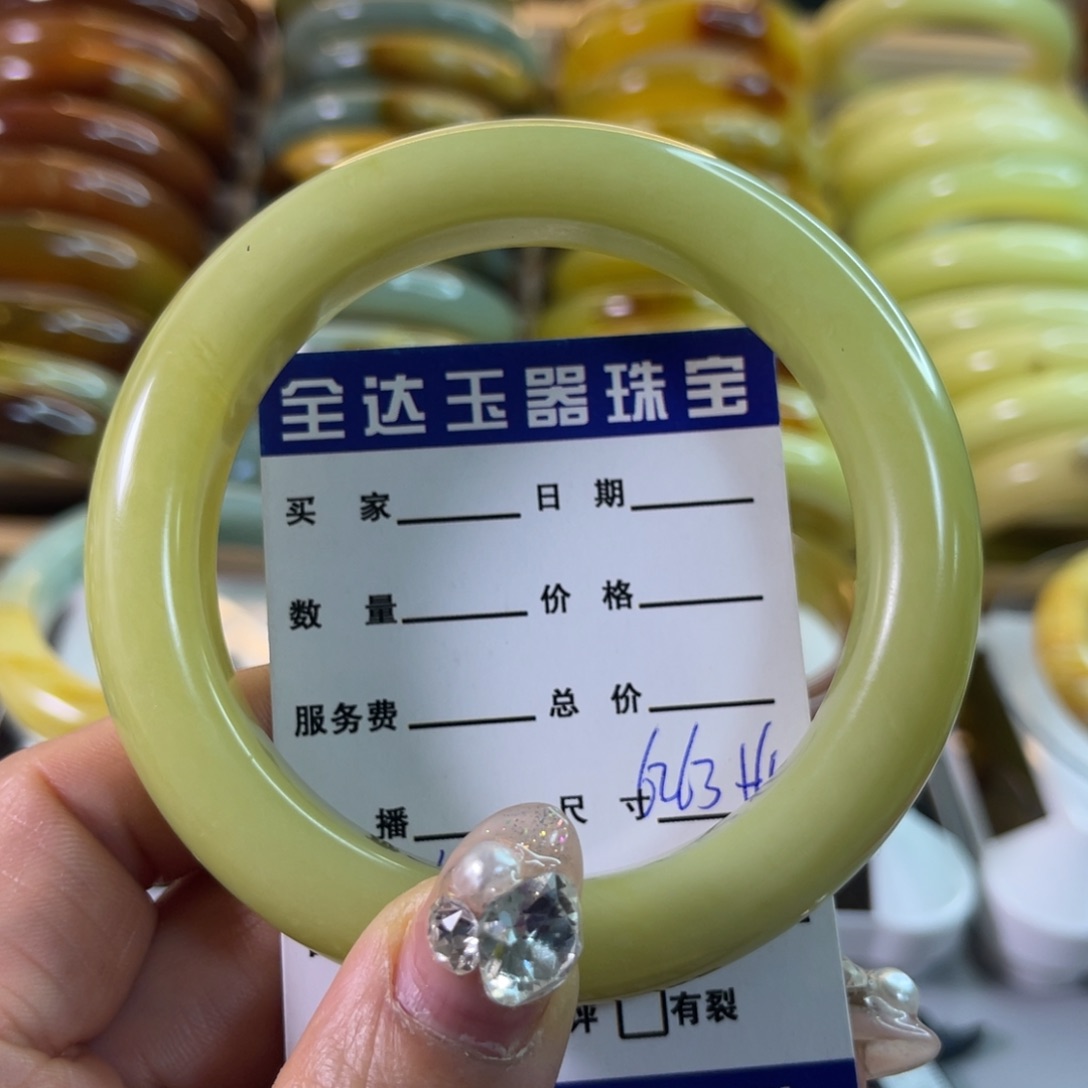 全达玉器珠宝
买 家 日 期
数 量 价 格
服务费 总 价
播 尺 寸
评 有裂